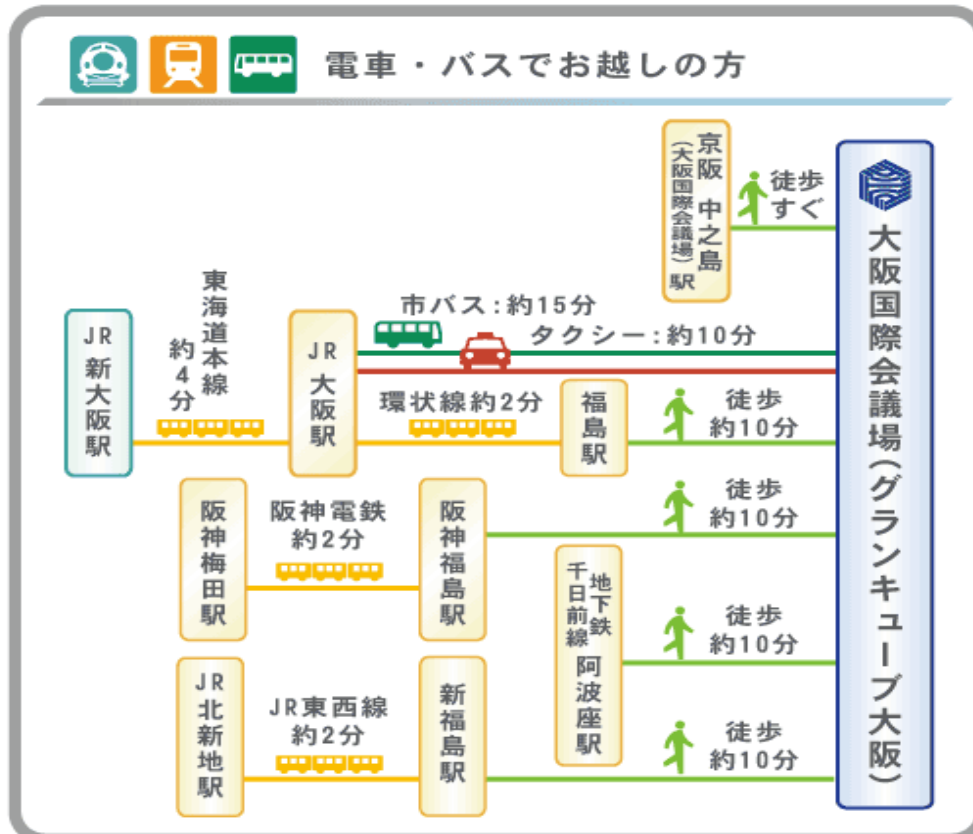 電車・バスでお越しの方
京阪 中之島駅
(大阪国際会議場)
徒歩
すぐ
大阪国際会議場(グランキューブ大阪)
JR 新大阪駅
東海道本線
約4分
JR 大阪駅
市バス:約15分
タクシー:約10分
環状線約2分
福島駅
徒歩
約10分
阪神梅田駅
阪神電鉄
約2分
阪神福島駅
徒歩
約10分
地下鉄
千日前線
阿波座駅
徒歩
約10分
JR 北新地駅
JR東西線
約2分
新福島駅
徒歩
約10分